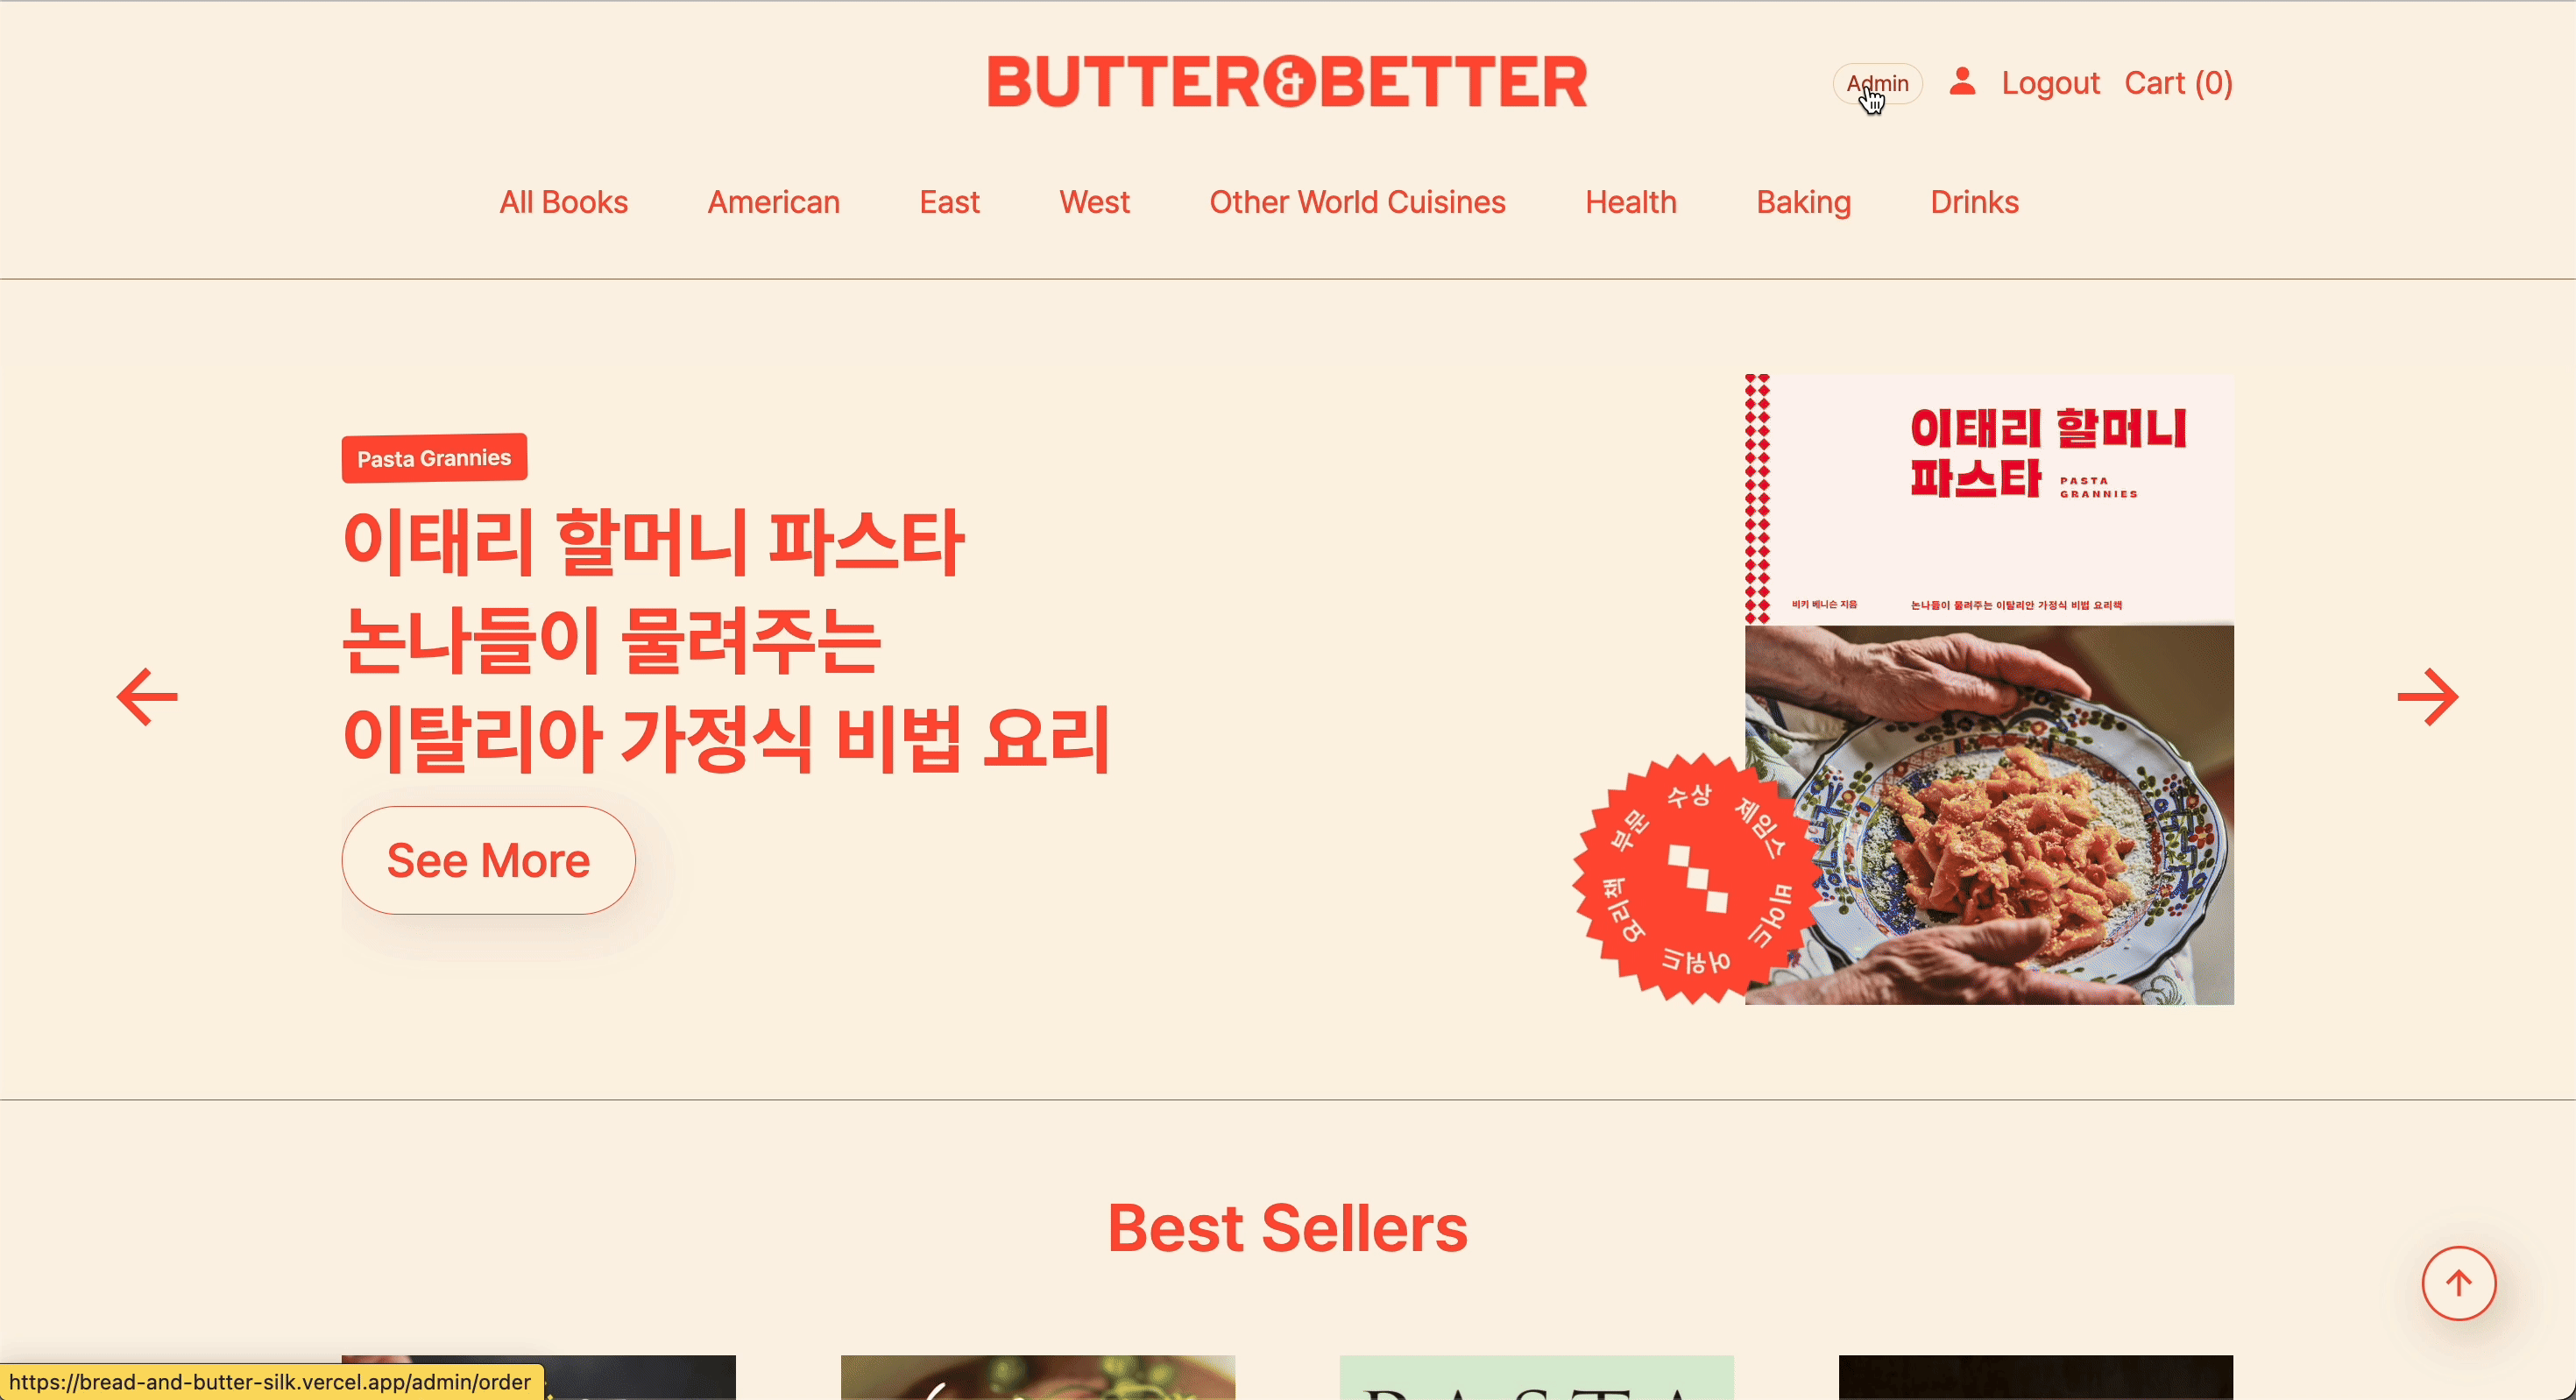 BUTTER&BETTER
Admin
Logout
Cart (0)
All Books
American
East
West
Other World Cuisines
Health
Baking
Drinks
Pasta Grannies
이태리 할머니 파스타
논나들이 물려주는
이탈리아 가정식 비법 요리
See More
이태리 할머니
파스타
PASTA
GRANNIES
비키 베니슨 지음
논나들이 물려주는 이탈리안 가정식 비법 요리책
제임스 비어드 어워드 요리책 부문 수상
Best Sellers
PASTA
https://bread-and-butter-silk.vercel.app/admin/order